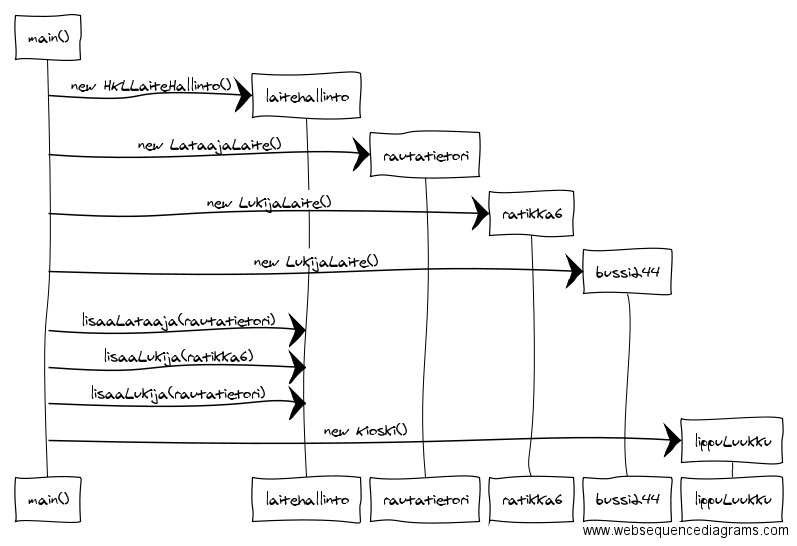 main()
new HKLLaiteHallinto()
laitehallinto
new LataajaLaite()
rautatietori
new LukijaLaite()
ratikka6
new LukijaLaite()
bussi244
lisaaLataaja(rautatietori)
lisaaLukija(ratikka6)
lisaaLukija(rautatietori)
new Kioski()
lippuLuukku
main()
laitehallinto
rautatietori
ratikka6
bussi244
lippuLuukku
www.websequencediagrams.com